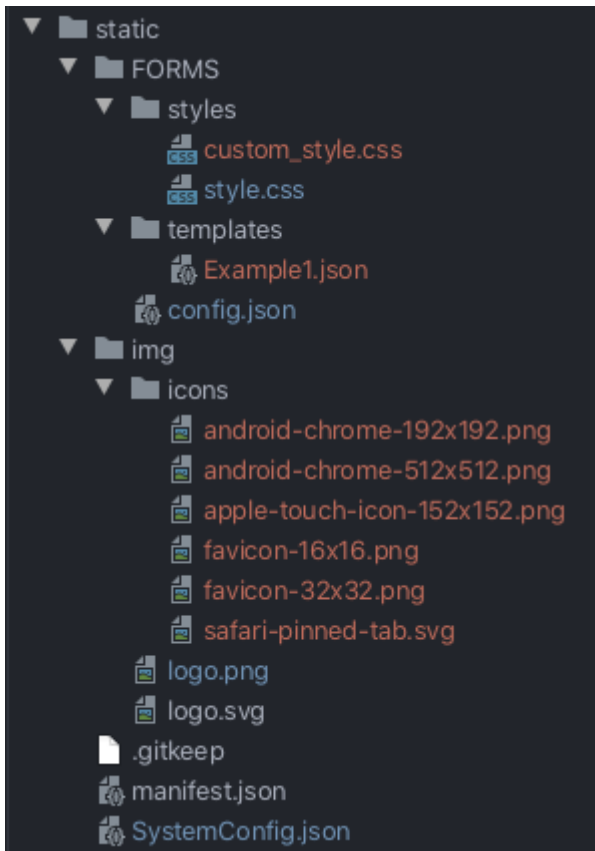 static
FORMS
styles
CSS custom_style.css
CSS style.css
templates
Example1.json
config.json
img
icons
android-chrome-192x192.png
android-chrome-512x512.png
apple-touch-icon-152x152.png
favicon-16x16.png
favicon-32x32.png
safari-pinned-tab.svg
logo.png
logo.svg
.gitkeep
manifest.json
SystemConfig.json